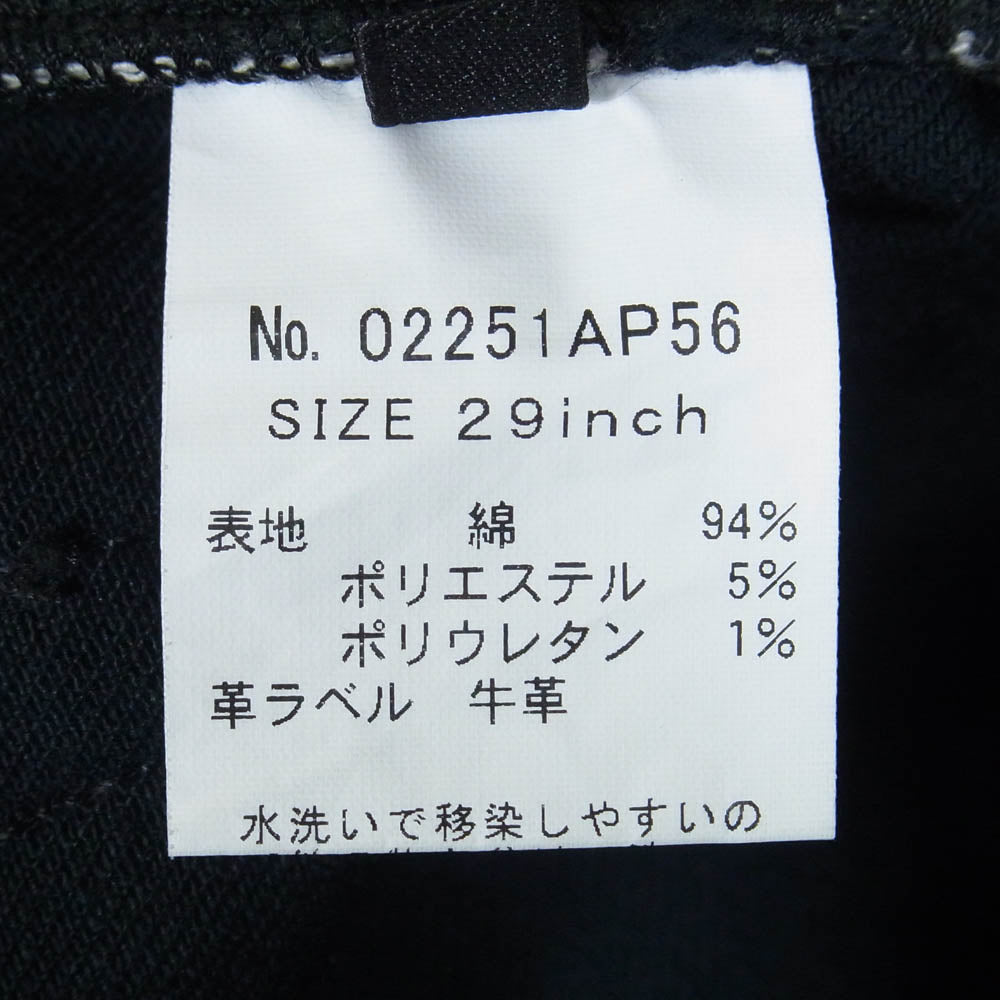 No. 02251AP56
SIZE 29inch
表地 綿 94%
ポリエステル 5%
ポリウレタン 1%
革ラベル 牛革
水洗いで移染しやすいの